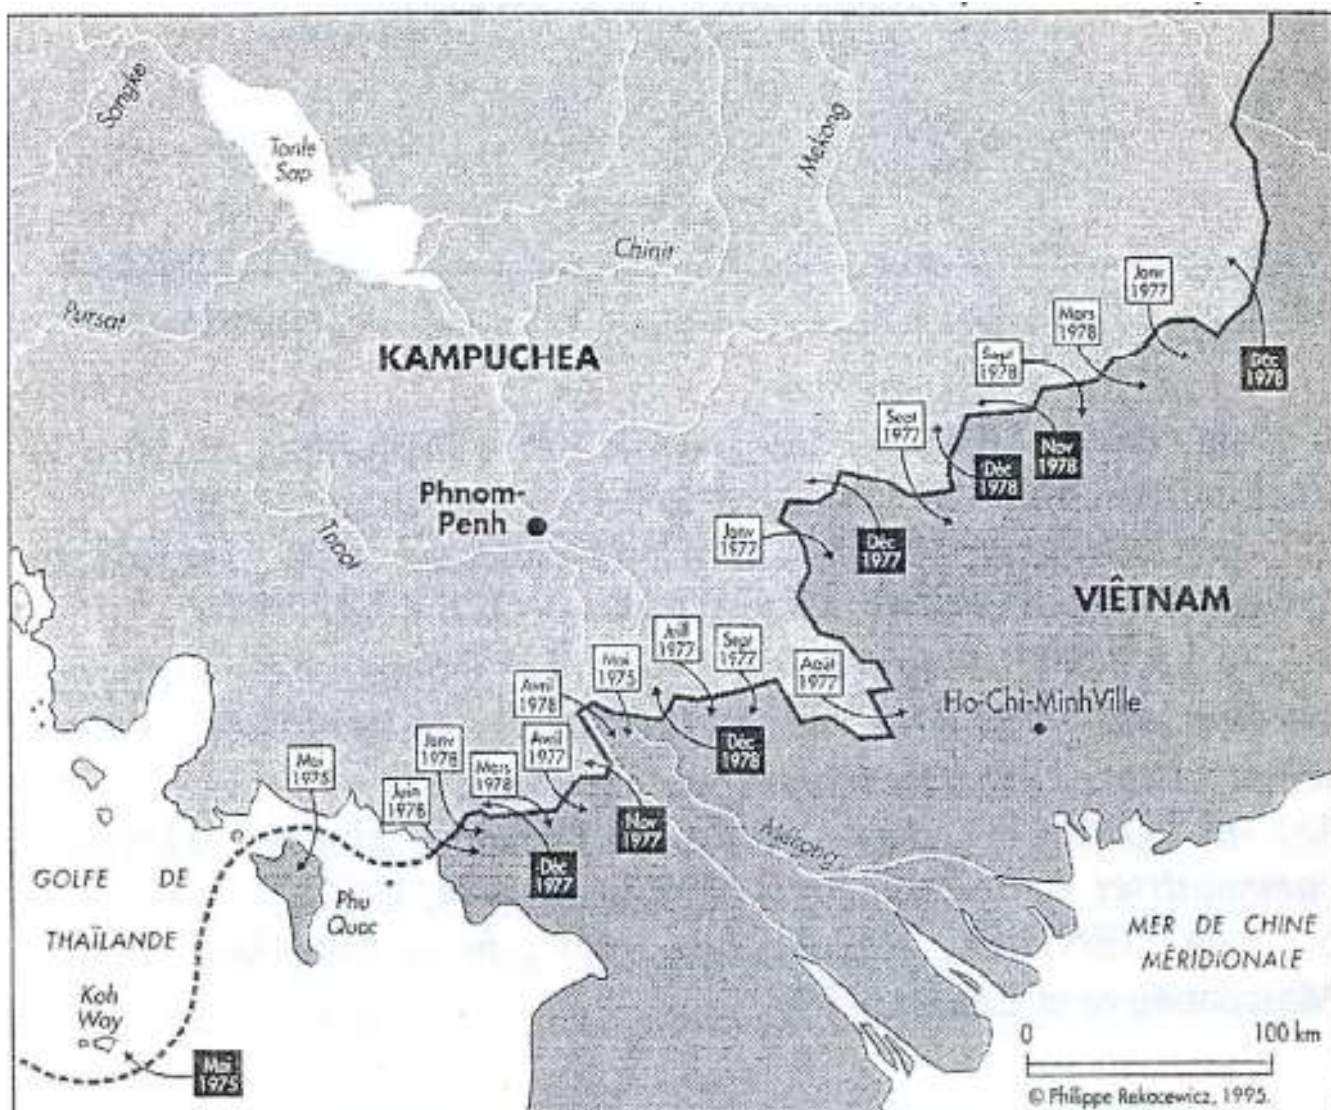 Songke
Tonlé
Sap
Mekong
Chinit
Pursat
KAMPUCHEA
Janv
1977
Mars
1978
Sept
1978
Déc
1978
Sept
1977
Nov
1978
Déc
1978
Phnom-
Penh
Janv
1977
Déc
1977
VIÊTNAM
Juill
1977
Sept
1977
Mai
1975
Août
1977
Avril
1978
Ho-Chi-MinhVille
Janv
1978
Avril
1977
Déc
1978
Mai
1975
Mars
1978
Juin
1978
Nov
1977
Mékong
Déc
1977
GOLFE DE
THAÏLANDE
Phu
Quoc
MER DE CHINE
MÉRIDIONALE
Koh
Way
Mai
1975
0 100 km
© Philippe Rekacewicz, 1995.